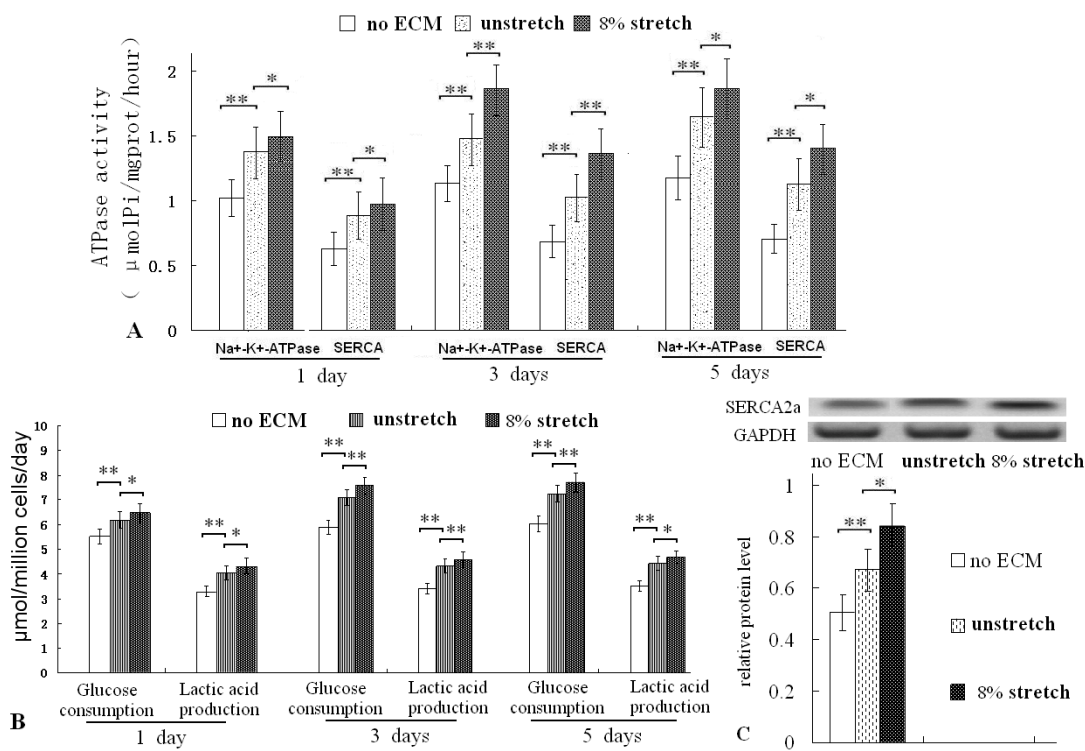 no ECM unstretch 8% stretch
ATPase activity
( μmolPi/mgprot/hour)
2
1.5
1
0.5
0
** *
** *
** **
** **
** *
** *
A
Na+-K+-ATPase SERCA Na+-K+-ATPase SERCA Na+-K+-ATPase SERCA
1 day 3 days 5 days
no ECM unstretch 8% stretch
μmol/million cells/day
10
9
8
7
6
5
4
3
2
1
0
** *
** *
** **
** **
** **
** *
Glucose consumption
Lactic acid production
Glucose consumption
Lactic acid production
Glucose consumption
Lactic acid production
B
1 day 3 days 5 days
SERCA2a
GAPDH
no ECM unstretch 8% stretch
relative protein level
1
0.8
0.6
0.4
0.2
0
** *
no ECM
unstretch
8% stretch
C